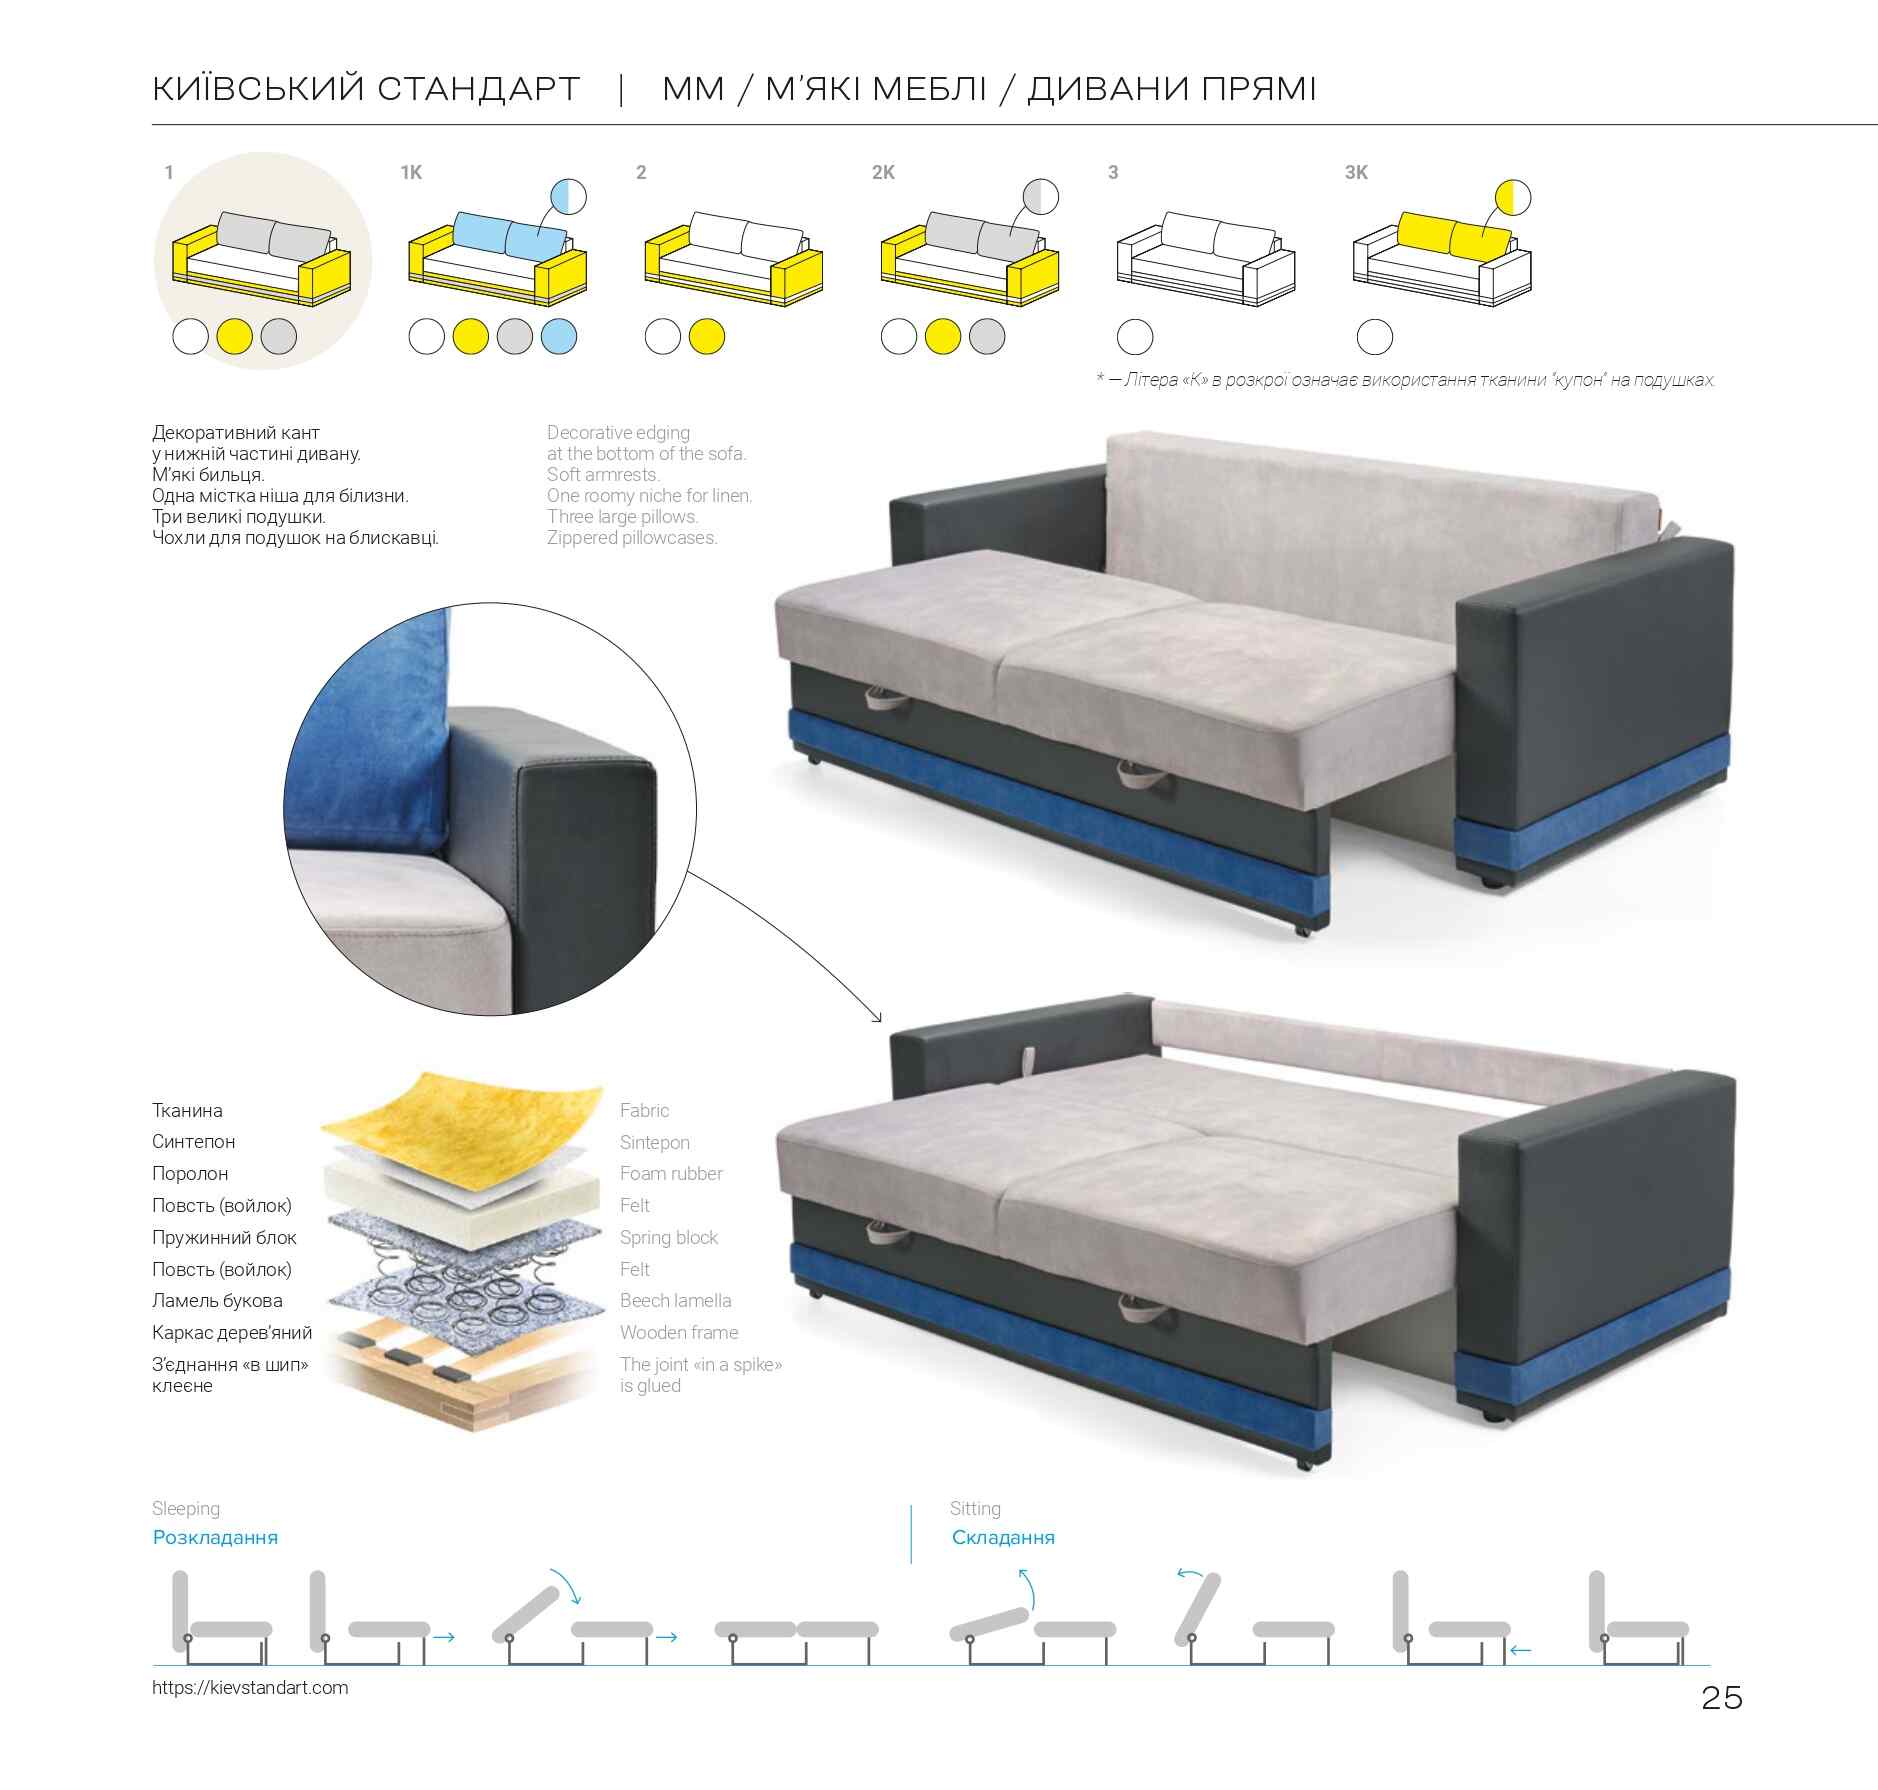 КИЇВСЬКИЙ СТАНДАРТ | ММ / М'ЯКІ МЕБЛІ / ДИВАНИ ПРЯМІ
1 1K 2 2K 3 3K
* — Літера «К» в розкрої означає використання тканини "купон" на подушках.
Декоративний кант
у нижній частині дивану.
М'які бильця.
Одна містка ніша для білизни.
Три великі подушки.
Чохли для подушок на блискавці.
Decorative edging
at the bottom of the sofa.
Soft armrests.
One roomy niche for linen.
Three large pillows.
Zippered pillowcases.
Тканина
Синтепон
Поролон
Повсть (войлок)
Пружинний блок
Повсть (войлок)
Ламель букова
Каркас дерев'яний
З'єднання «в шип»
клеєне
Fabric
Sintepon
Foam rubber
Felt
Spring block
Felt
Beech lamella
Wooden frame
The joint «in a spike»
is glued
Sleeping
Розкладання
Sitting
Складання
https://kievstandart.com
25